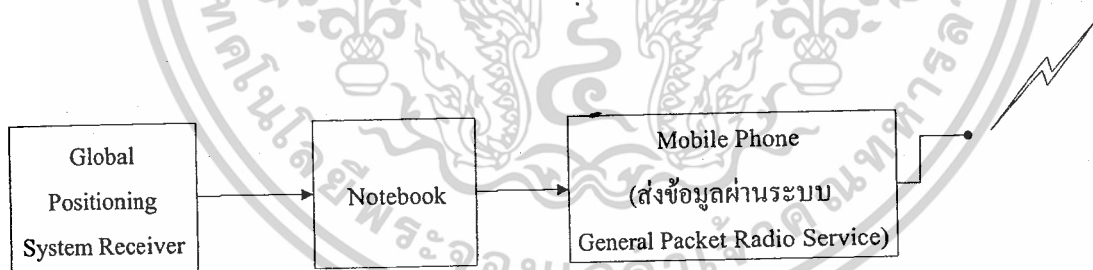 Global
Positioning
System Receiver
Notebook
Mobile Phone
(ส่งข้อมูลผ่านระบบ
General Packet Radio Service)